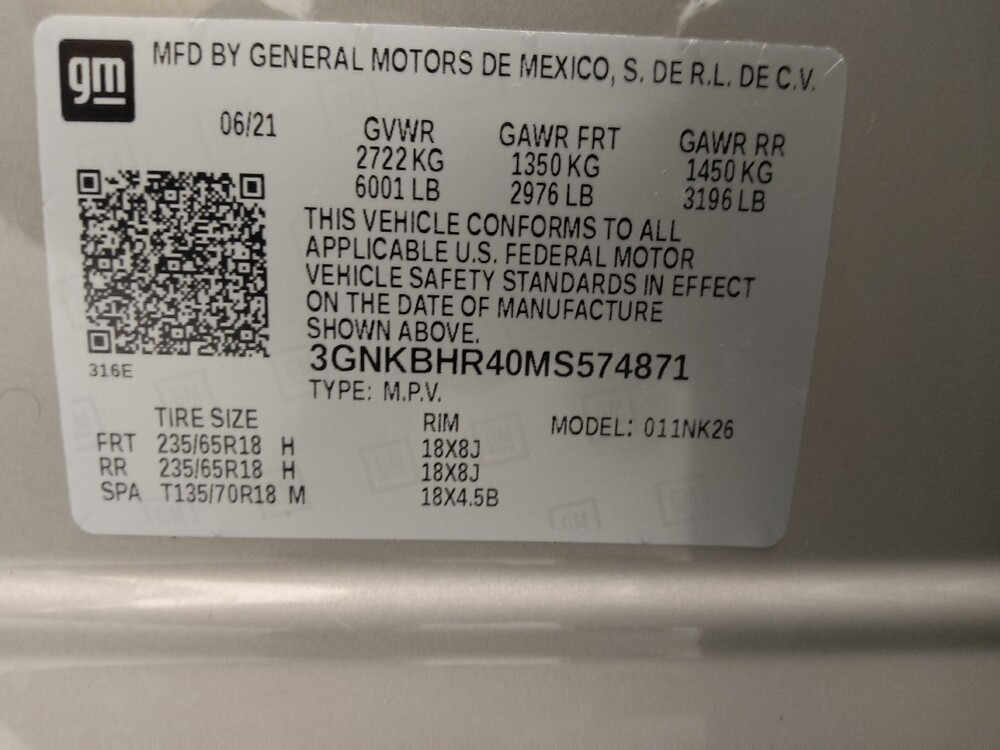 gm
MFD BY GENERAL MOTORS DE MEXICO, S. DE R.L. DE C.V.
06/21 GVWR GAWR FRT GAWR RR
2722 KG 1350 KG 1450 KG
6001 LB 2976 LB 3196 LB
THIS VEHICLE CONFORMS TO ALL
APPLICABLE U.S. FEDERAL MOTOR
VEHICLE SAFETY STANDARDS IN EFFECT
ON THE DATE OF MANUFACTURE
SHOWN ABOVE.
3GNKBHR40MS574871
316E
TYPE: M.P.V.
TIRE SIZE RIM MODEL: 011NK26
FRT 235/65R18 H 18X8J
RR 235/65R18 H 18X8J
SPA T135/70R18 M 18X4.5B